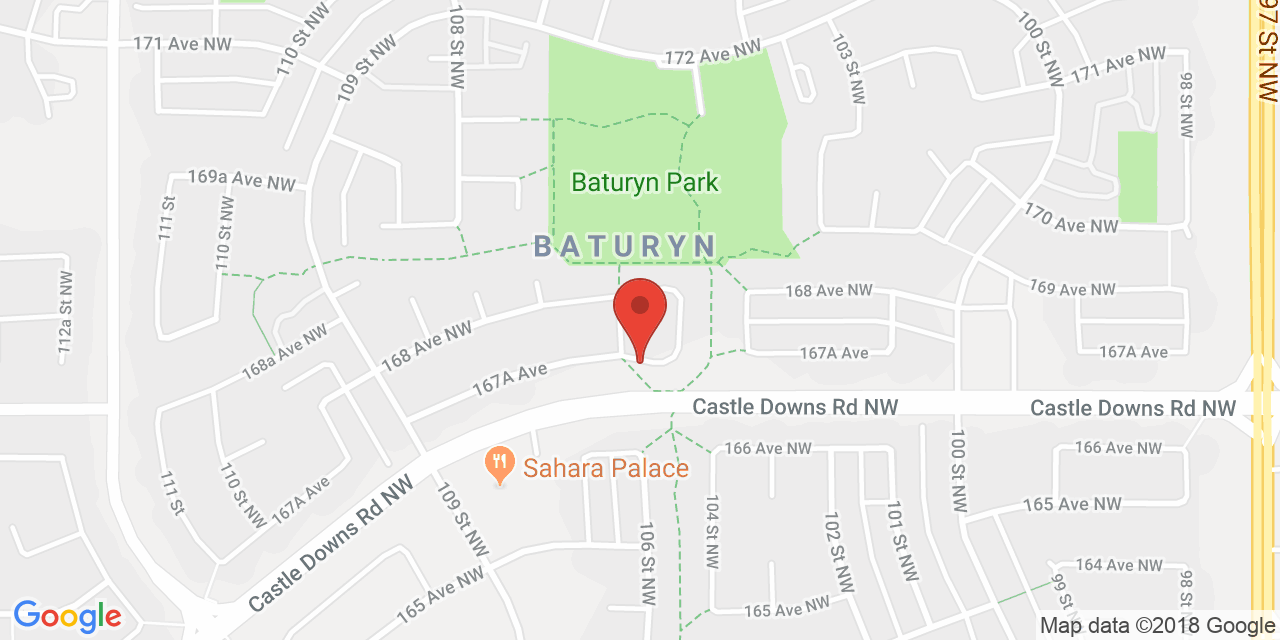 97 St NW
110 St NW
108 St NW
171 Ave NW
172 Ave NW
103 St NW
100 St NW
171 Ave NW
109 St NW
98 St NW
169a Ave NW
Baturyn Park
111 St
110 St NW
170 Ave NW
BATURYN
112a St NW
168 Ave NW
169 Ave NW
168a Ave NW
168 Ave NW
167A Ave
167A Ave
167A Ave
Castle Downs Rd NW
Castle Downs Rd NW
100 St NW
166 Ave NW
166 Ave NW
Sahara Palace
111 St
110 St NW
167A Ave
Castle Downs Rd NW
109 St NW
106 St NW
104 St NW
102 St NW
101 St NW
165 Ave NW
164 Ave NW
165 Ave NW
165 Ave NW
99 St NW
98 St NW
Google
Map data ©2018 Google